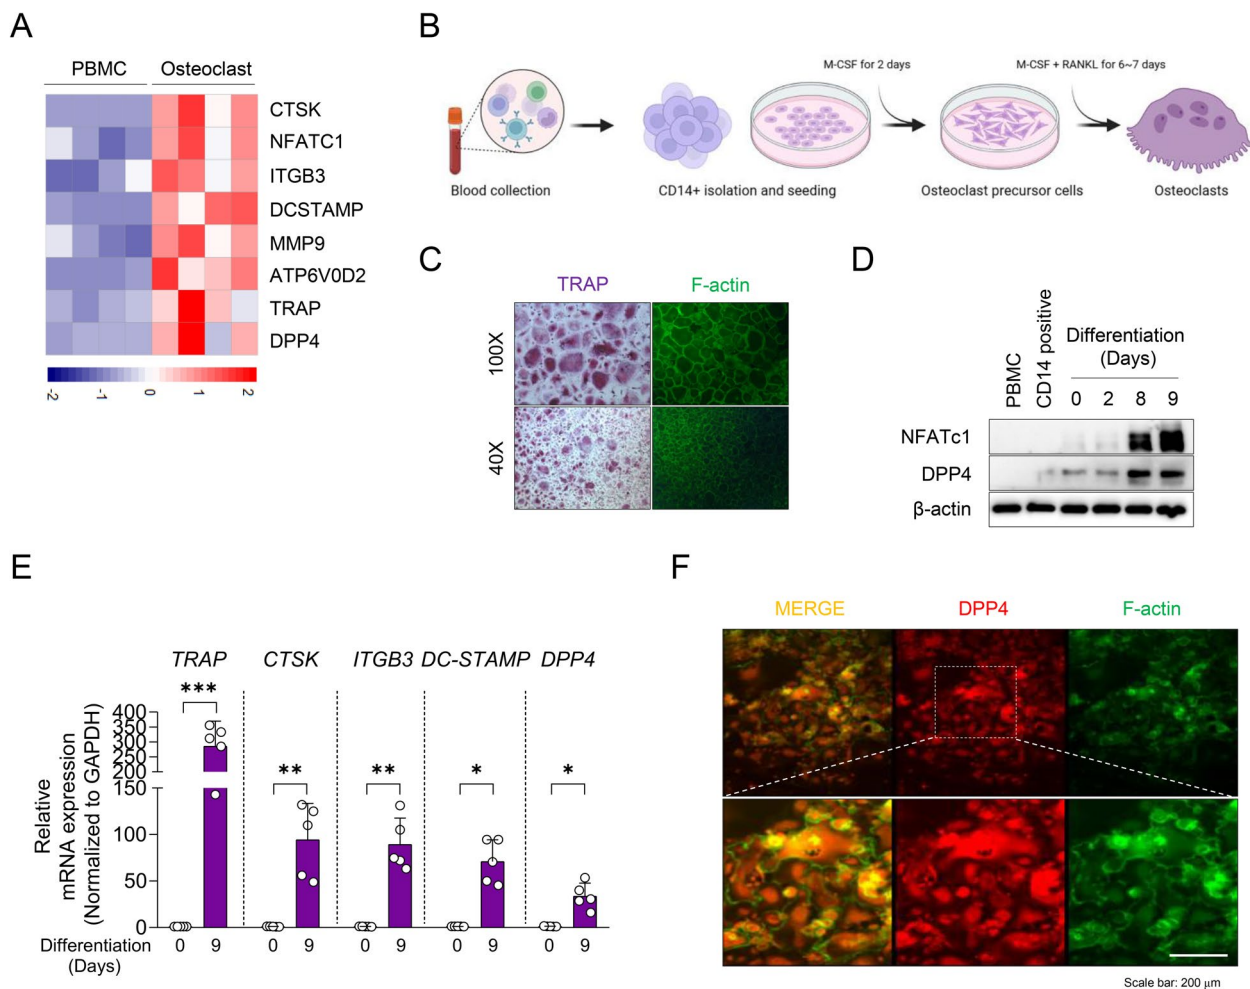 A
PBMC
Osteoclast
CTSK
NFATC1
ITGB3
DCSTAMP
MMP9
ATP6V0D2
TRAP
DPP4
-2
-1
0
1
2
B
M-CSF for 2 days
M-CSF + RANKL for 6~7 days
Blood collection
CD14+ isolation and seeding
Osteoclast precursor cells
Osteoclasts
C
TRAP
F-actin
100X
40X
D
PBMC
CD14 positive
Differentiation
(Days)
0 2 8 9
NFATc1
DPP4
β-actin
E
TRAP
CTSK
ITGB3
DC-STAMP
DPP4
***
**
**
*
*
Relative
mRNA expression
(Normalized to GAPDH)
400
350
300
250
200
150
100
50
0
0 9 0 9 0 9 0 9 0 9
Differentiation
(Days)
F
MERGE
DPP4
F-actin
Scale bar: 200 μm